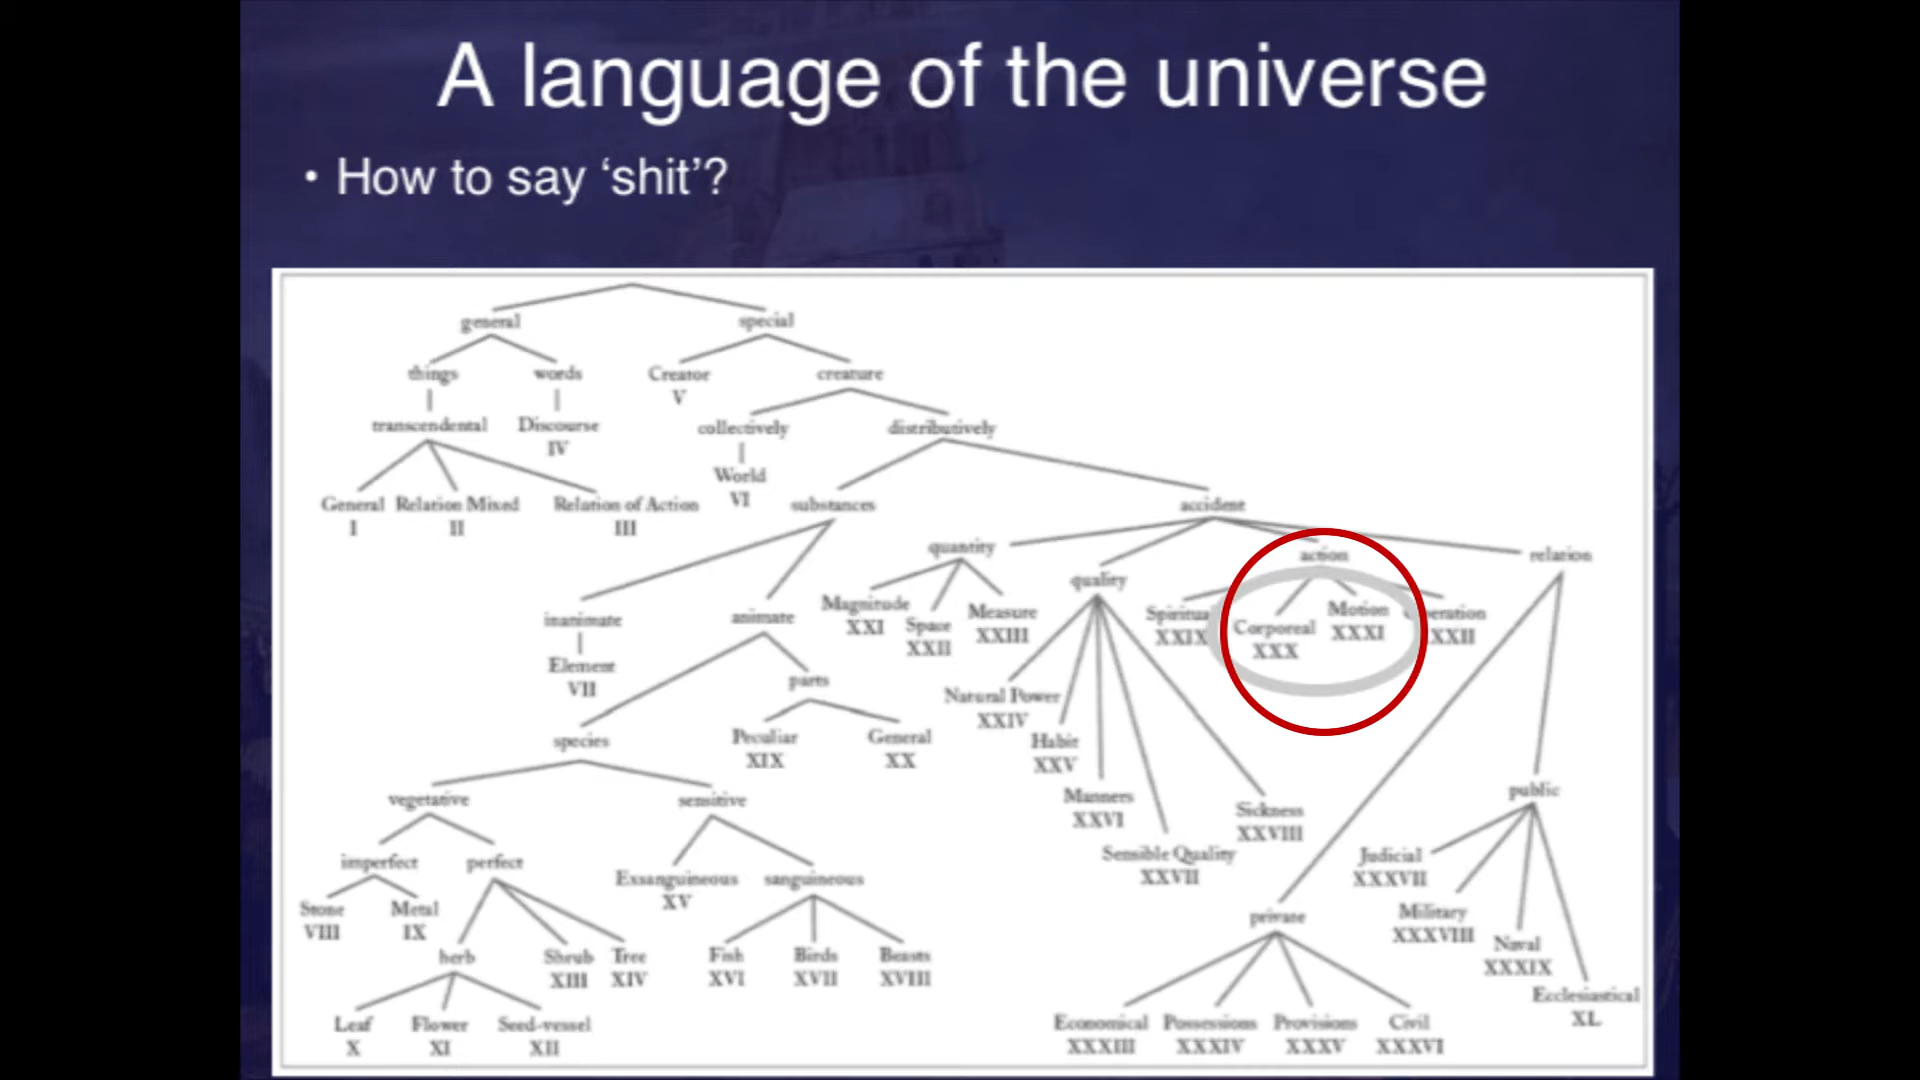 A language of the universe
• How to say ‘shit’?
general special
things words Creator creature
V
transcendental Discourse collectively distributively
IV
World
VI
General Relation Mixed Relation of Action substances accident
I II III
quantity action relation
quality
Magnitude Space Measure Spiritual Corporeal Motion
XXI XXII XXIII XXIX XXX XXXI XXII
inanimate animate
Element
VII
parts
Natural Power
XXIV
species Peculiar General Habit
XIX XX XXV
vegetative sensitive Manners Sickness public
XXVI XXVIII
imperfect perfect Exsanguineous sanguineous Sensible Quality Judicial
XV XXVII XXXVII
Stone Metal private Military
VIII IX XXXVIII
herb Shrub Tree Fish Birds Beasts Naval
XIII XIV XVI XVII XVIII XXXIX
Ecclesiastical
XL
Leaf Flower Seed-vessel Economical Possessions Provisions Civil
X XI XII XXXIII XXXIV XXXV XXXVI